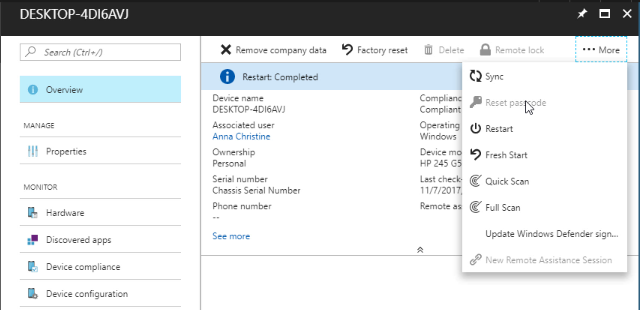 DESKTOP-4DI6AVJ
Search (Ctrl+/)
Remove company data Factory reset Delete Remote lock More
Restart: Completed
Overview
MANAGE
Properties
MONITOR
Hardware
Discovered apps
Device compliance
Device configuration
Device name
DESKTOP-4DI6AVJ
Associated user
Anna Christine
Ownership
Personal
Serial number
Chassis Serial Number
Phone number
--
See more
Complianc
Compliant
Operating
Windows
Device mo
HP 245 G5
Last check-
11/7/2017,
Remote as
Sync
Reset passcode
Restart
Fresh Start
Quick Scan
Full Scan
Update Windows Defender sign...
New Remote Assistance Session